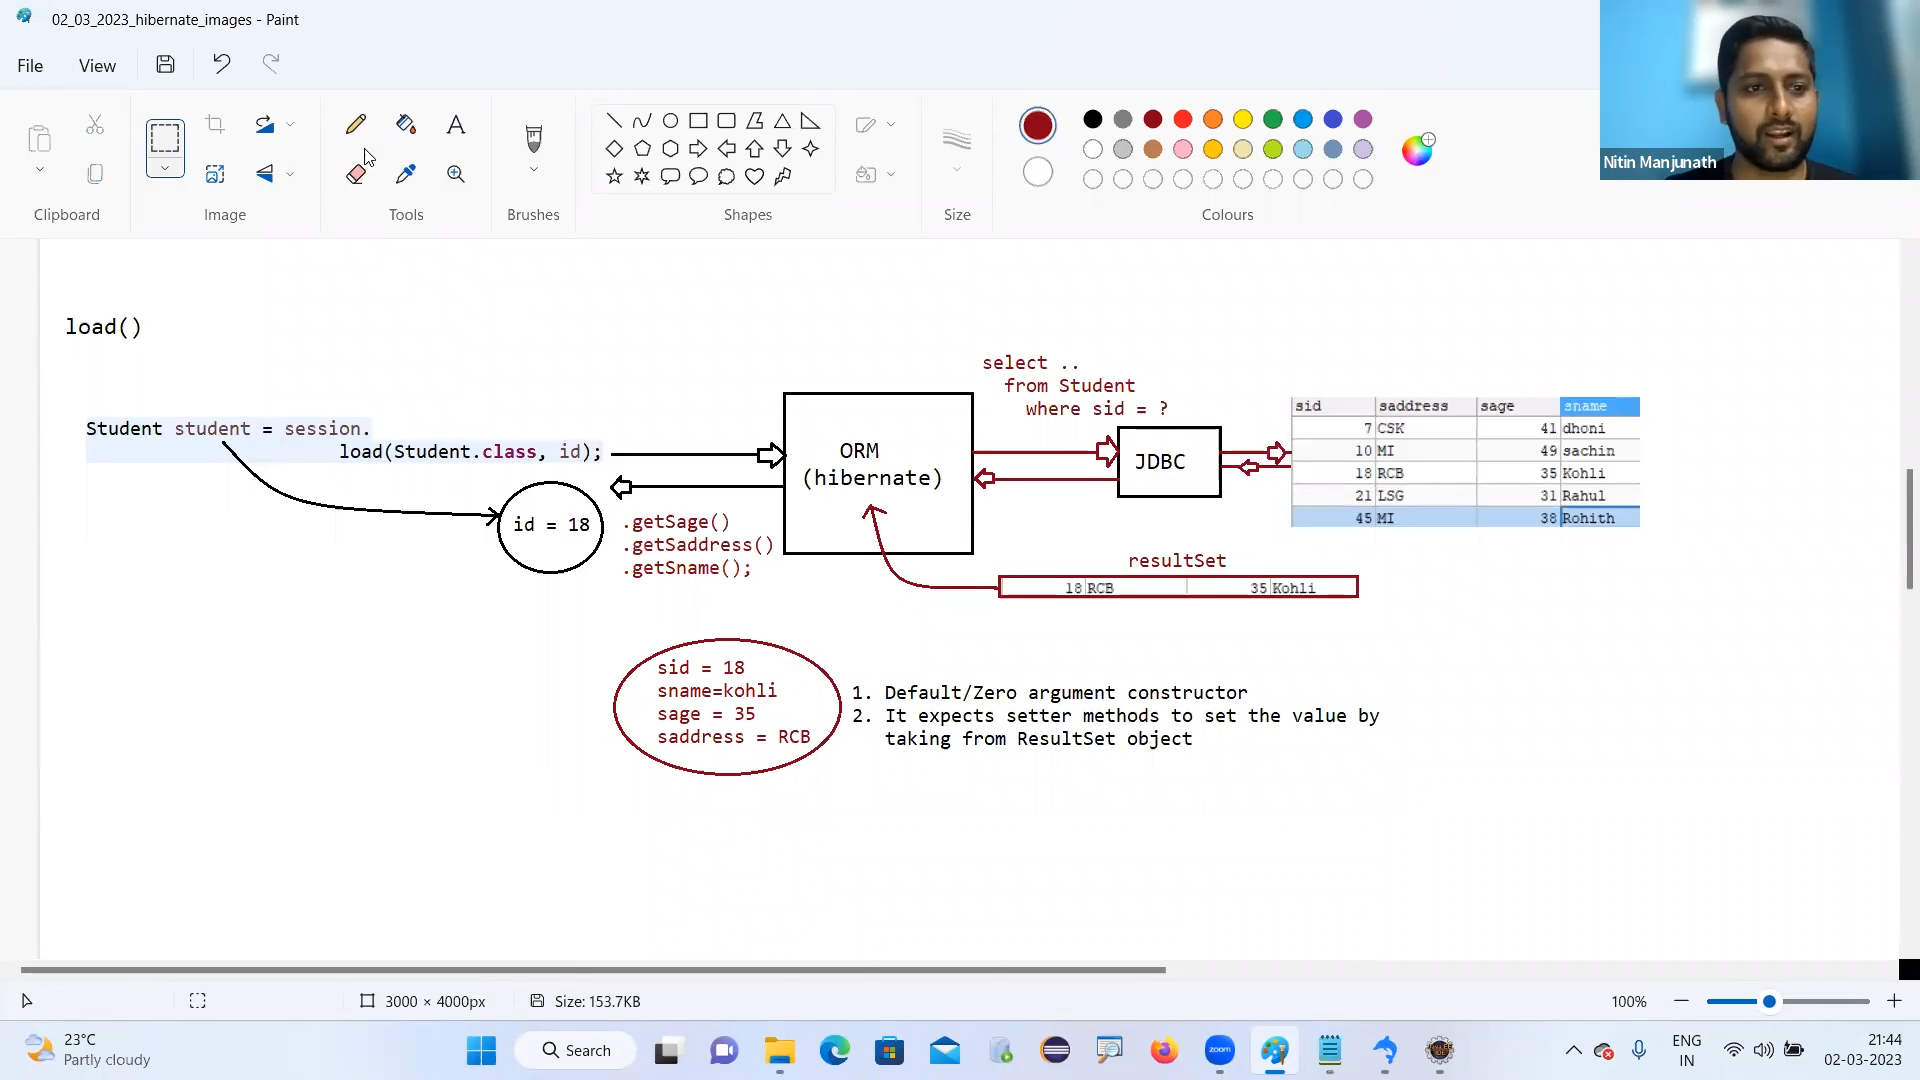 02_03_2023_hibernate_images - Paint
File
View
Clipboard
Image
Tools
Brushes
Shapes
Size
Colours
Nitin Manjunath
load()
select ..
from Student
where sid = ?
Student student = session.
load(Student.class, id);
ORM
(hibernate)
JDBC
sid saddress sage sname
7 CSK 41 dhoni
10 MI 49 sachin
18 RCB 35 Kohli
21 LSG 31 Rahul
45 MI 38 Rohith
id = 18
.getSage()
.getSaddress()
.getSname();
resultSet
18 RCB 35 Kohli
sid = 18
sname=kohli
sage = 35
saddress = RCB
1. Default/Zero argument constructor
2. It expects setter methods to set the value by
taking from ResultSet object
3000 × 4000px
Size: 153.7KB
100%
23°C
Partly cloudy
Search
zoom
ENG
IN
21:44
02-03-2023